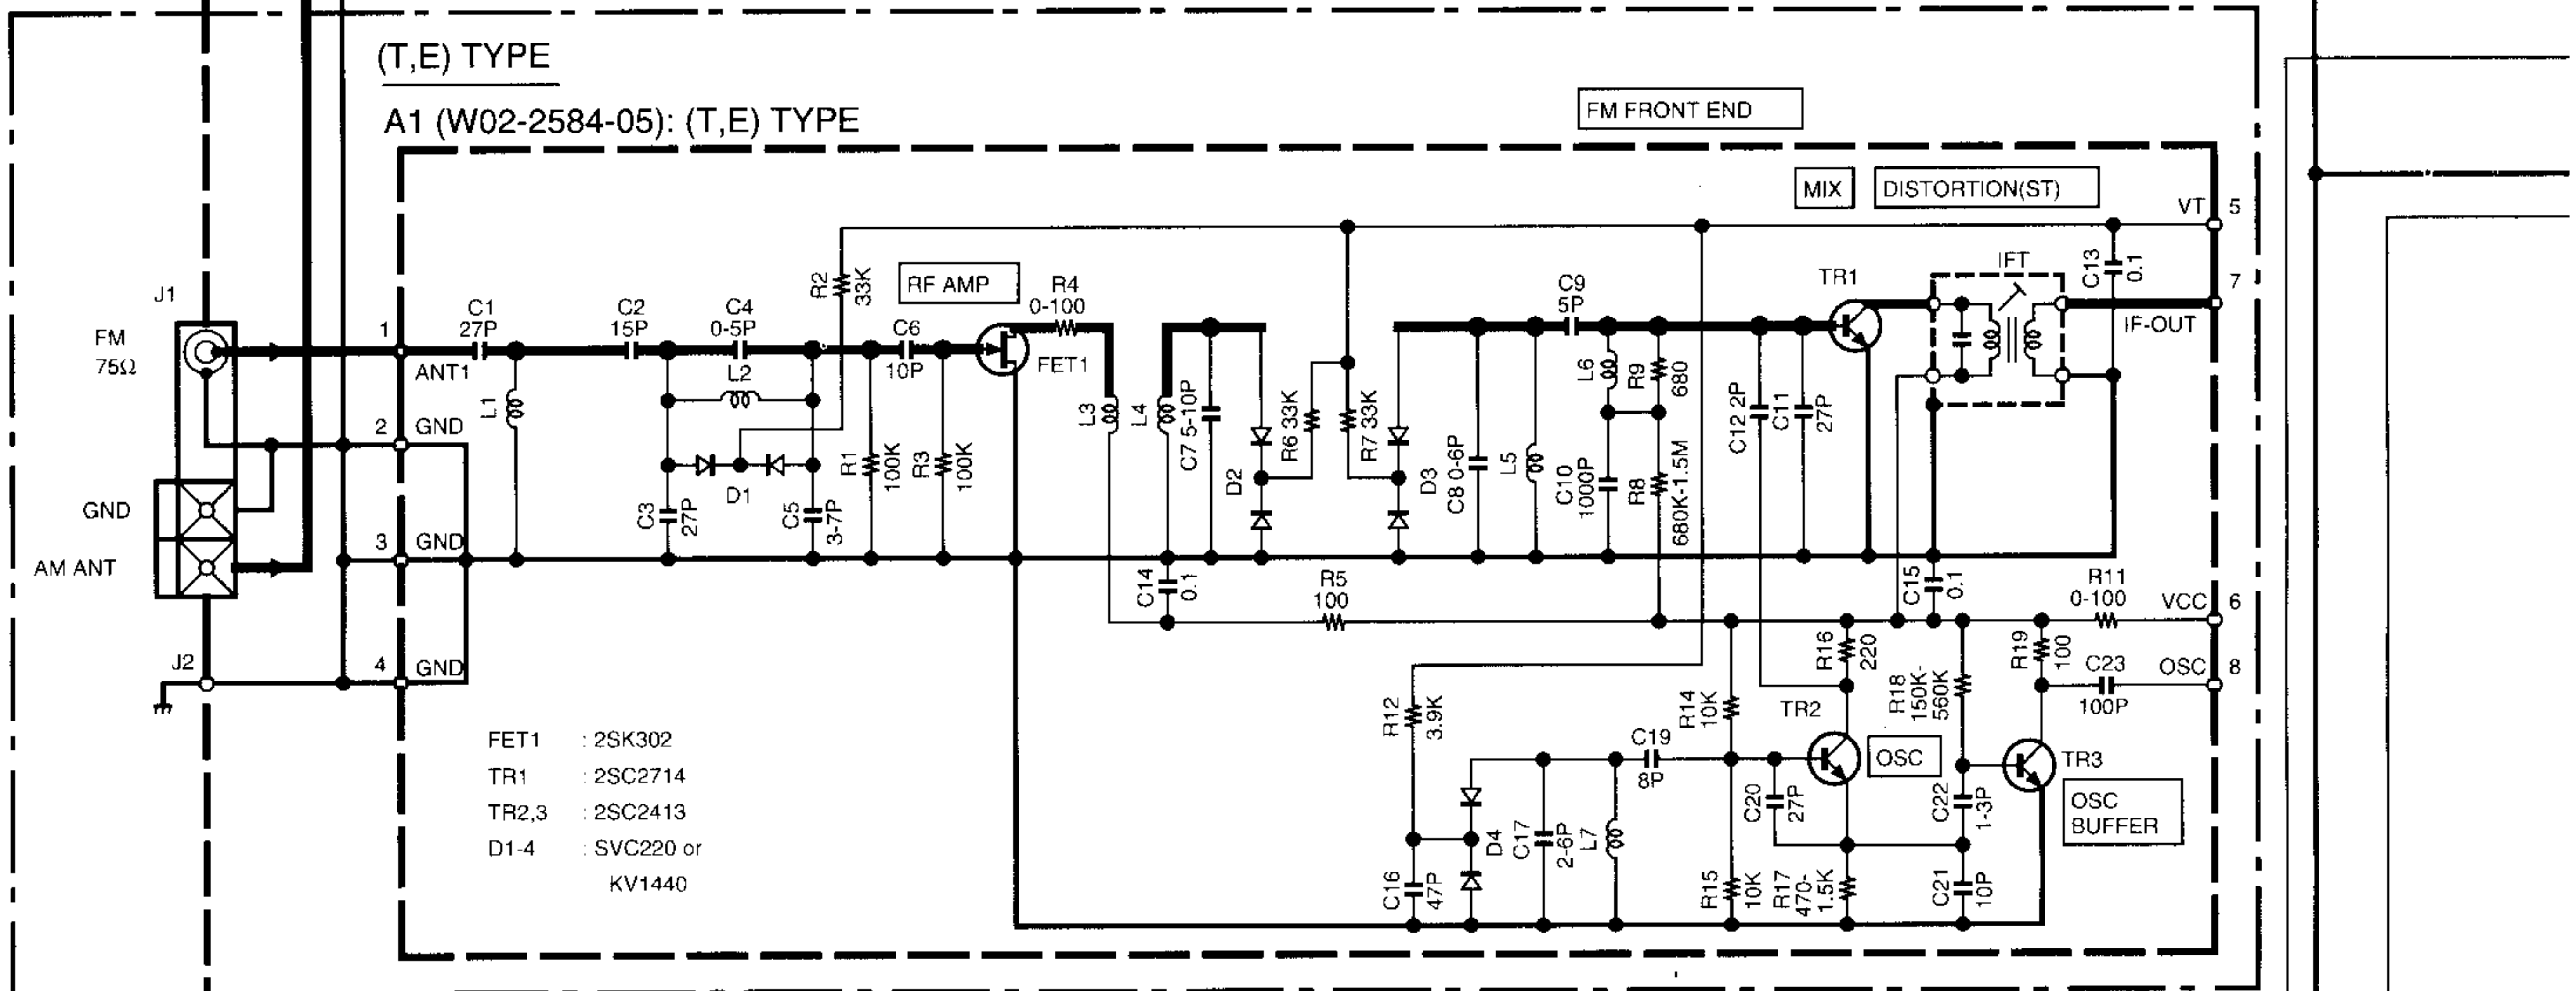 (T,E) TYPE
A1 (W02-2584-05): (T,E) TYPE
FM FRONT END
MIX
DISTORTION(ST)
VT 5
7
IF-OUT
IFT
C13
0.1
TR1
J1
FM
75Ω
1
ANT1
C1
27P
L1
C2
15P
C4
0-5P
L2
R2
33K
RF AMP
C6
10P
FET1
R4
0-100
C9
5P
2 GND
GND
3 GND
AM ANT
J2
4 GND
C3
27P
D1
C5
3-7P
R1
100K
R3
100K
L3
L4
C7 5-10P
D2
R6 33K
R7 33K
D3
C8 0-6P
L5
L6
R9
680
C10
1000P
R8
680K-1.5M
C12 2P
C11
27P
C14
0.1
R5
100
C15
0.1
R11
0-100
VCC 6
R16
220
R18
150K-
560K
R19
100
C23
100P
OSC 8
R12
3.9K
R14
10K
TR2
OSC
TR3
OSC
BUFFER
C19
8P
C20
27P
C22
1-3P
D4
C17
2-6P
L7
C16
47P
R15
10K
R17
470-
1.5K
C21
10P
FET1 : 2SK302
TR1 : 2SC2714
TR2,3 : 2SC2413
D1-4 : SVC220 or
KV1440